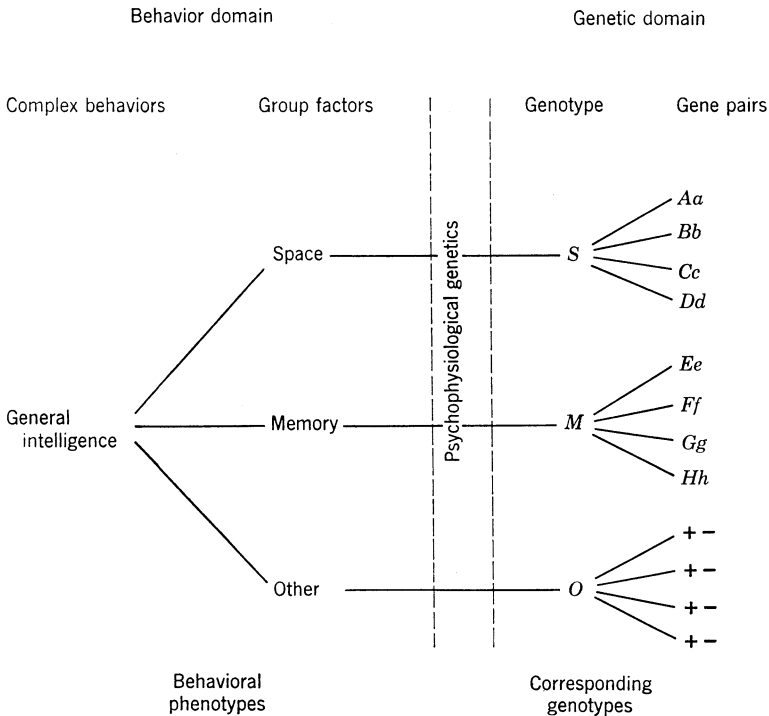 Behavior domain
Genetic domain
Complex behaviors
Group factors
Genotype
Gene pairs
Psychophysiological genetics
Space
S
Aa
Bb
Cc
Dd
General
intelligence
Memory
M
Ee
Ff
Gg
Hh
Other
O
+ -
+ -
+ -
+ -
Behavioral
phenotypes
Corresponding
genotypes